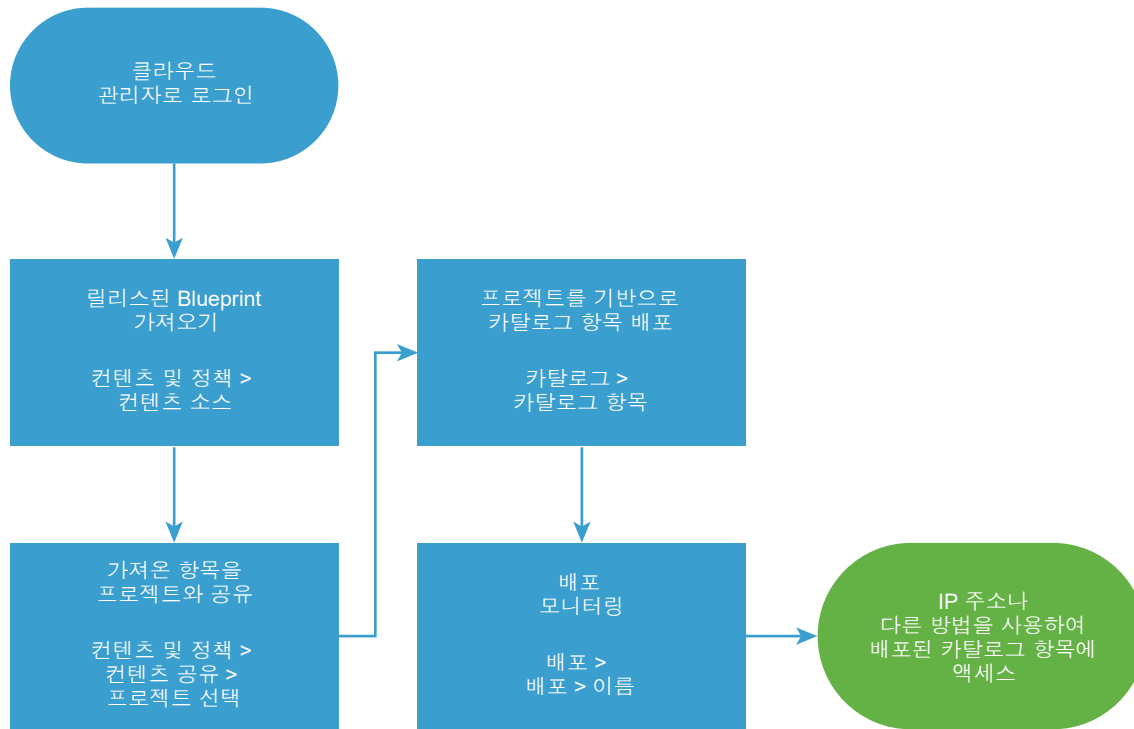 클라우드
관리자로 로그인
릴리스된 Blueprint
가져오기
컨텐츠 및 정책 >
컨텐츠 소스
가져온 항목을
프로젝트와 공유
컨텐츠 및 정책 >
컨텐츠 공유 >
프로젝트 선택
프로젝트를 기반으로
카탈로그 항목 배포
카탈로그 >
카탈로그 항목
배포
모니터링
배포 >
배포 > 이름
IP 주소나
다른 방법을 사용하여
배포된 카탈로그 항목에
액세스